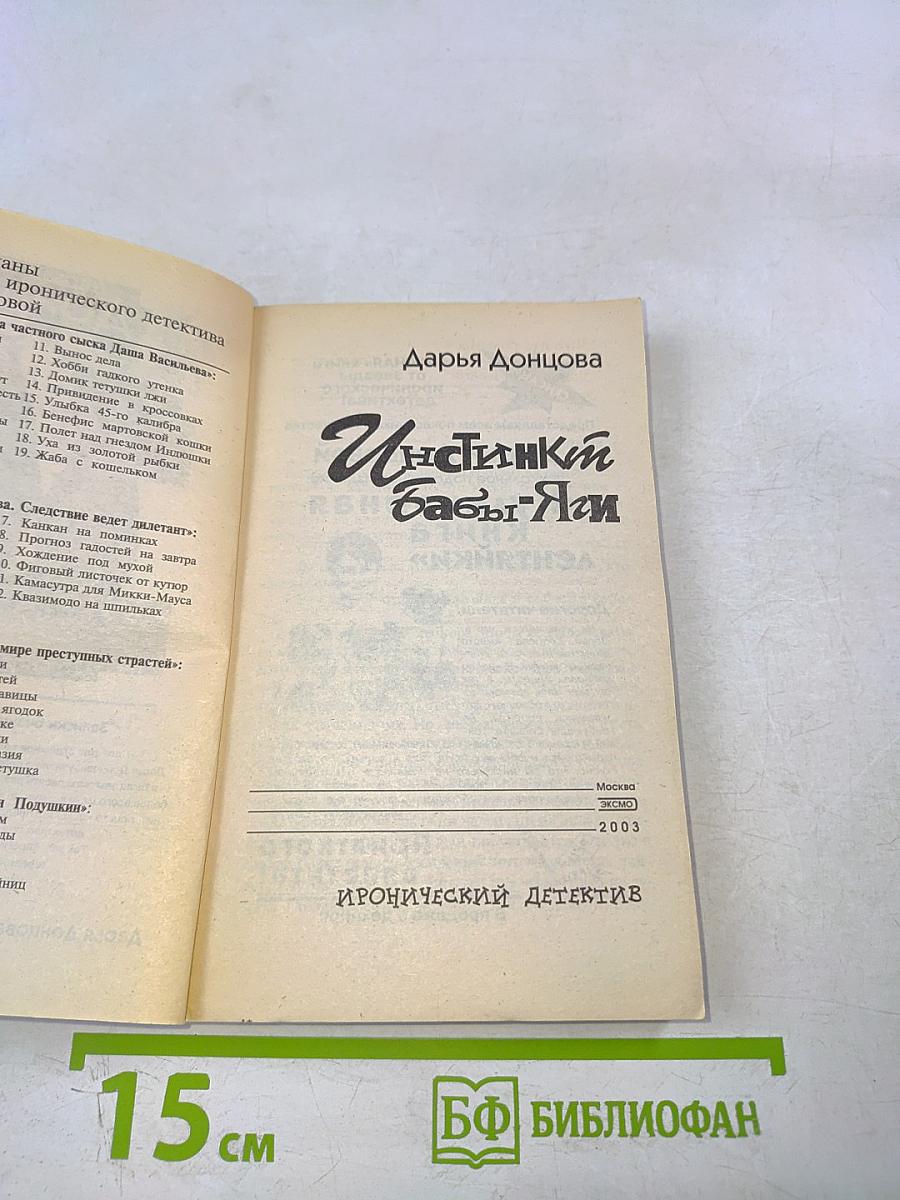 иронического детектива
а частного сыска Даша Васильева»:
11. Вынос дела
12. Хобби гадкого утенка
13. Домик тетушки лжи
14. Привидение в кроссовках
15. Улыбка 45-го калибра
16. Бенефис мартовской кошки
17. Полет над гнездом Индюшки
18. Уха из золотой рыбки
19. Жаба с кошельком
Следствие ведет дилетант»:
7. Канкан на поминках
8. Прогноз гадостей на завтра
Хождение под мухой
0. Фиговый листочек от кутюр
1. Камасутра для Микки-Мауса
2. Квазимодо на шпильках
мире преступных страстей»:
ягодок
Подушкин»:
Дарья Донцова
Инстинкт
Бабы-Яги
Москва
ЭКСМО
2003
ИРОНИЧЕСКИЙ ДЕТЕКТИВ
15 см
БФ БИБЛИОФАН